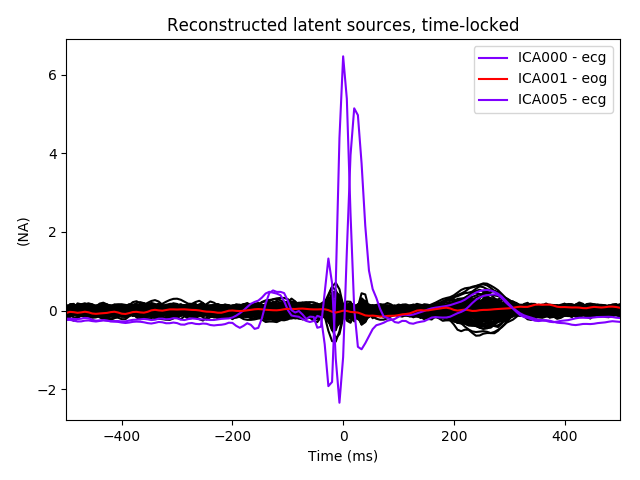 Reconstructed latent sources, time-locked
ICA000 - ecg
ICA001 - eog
ICA005 - ecg
6
4
2
0
−2
(NA)
−400
−200
0
200
400
Time (ms)